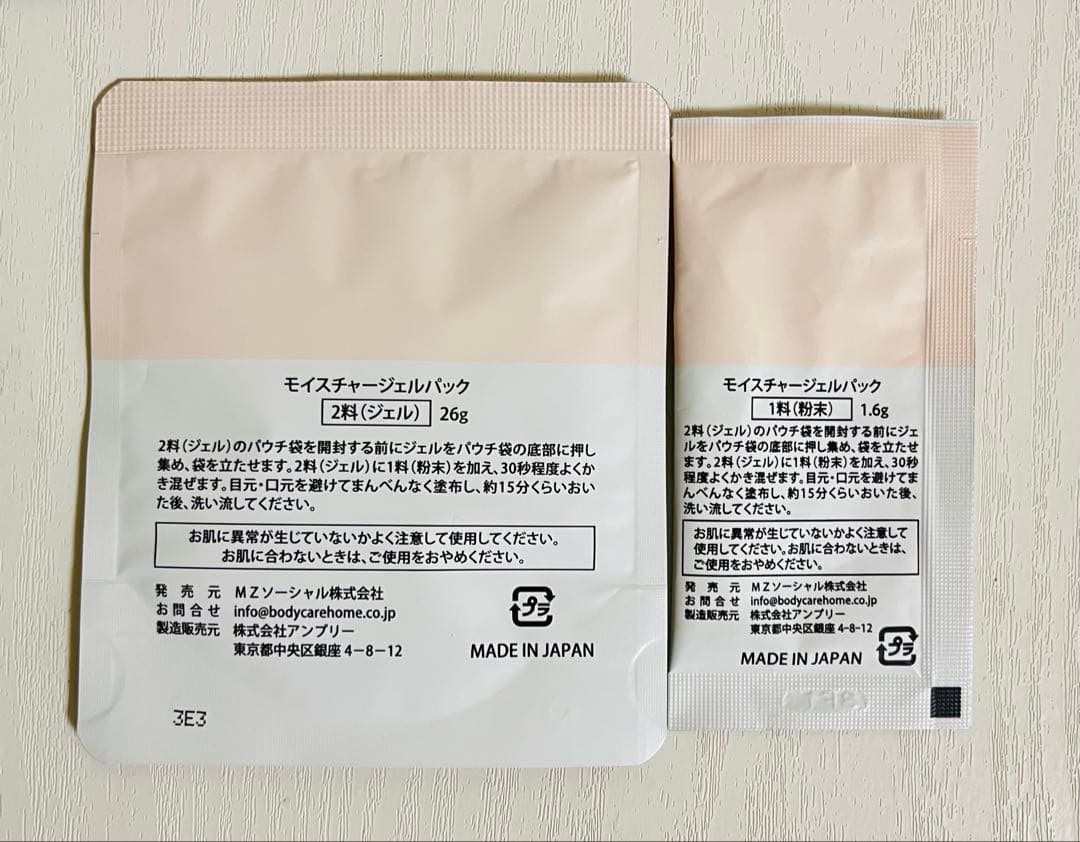 モイスチャージェルパック
2料（ジェル） 26g
2料（ジェル）のパウチ袋を開封する前にジェルをパウチ袋の底部に押し
集め、袋を立たせます。2料（ジェル）に1料（粉末）を加え、30秒程度よくか
き混ぜます。目元・口元を避けてまんべんなく塗布し、約15分くらいおい
た後、洗い流してください。
お肌に異常が生じていないかよく注意して使用してください。
お肌に合わないときは、ご使用をおやめください。
発売元 MZソーシャル株式会社
お問合せ info@bodycarehome.co.jp
製造販売元 株式会社アンプリー
東京都中央区銀座 4－8－12
プラ
MADE IN JAPAN
3E3
モイスチャージェルパック
1料（粉末） 1.6g
2料（ジェル）のパウチ袋を開封する前にジェ
ルをパウチ袋の底部に押し集め、袋を立たせ
ます。2料（ジェル）に1料（粉末）を加え、30秒
程度よくかき混ぜます。目元・口元を避けてま
んべんなく塗布し、約15分くらいおいた後、
洗い流してください。
お肌に異常が生じていないかよく注意して
使用してください。お肌に合わないときは、
ご使用をおやめください。
発売元 MZソーシャル株式会社
お問合せ info@bodycarehome.co.jp
製造販売元 株式会社アンプリー
東京都中央区銀座 4-8-12
プラ
MADE IN JAPAN